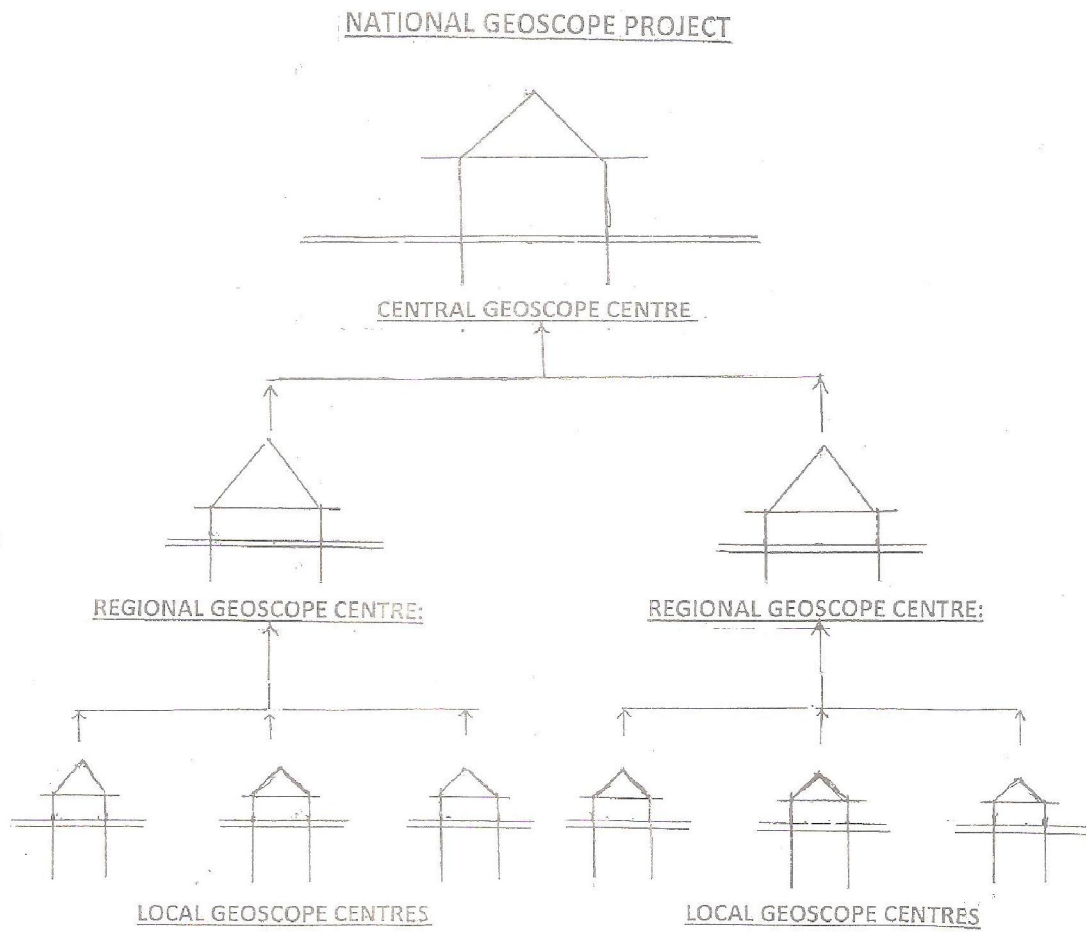 NATIONAL GEOSCOPE PROJECT
CENTRAL GEOSCOPE CENTRE
REGIONAL GEOSCOPE CENTRE:
REGIONAL GEOSCOPE CENTRE:
LOCAL GEOSCOPE CENTRES
LOCAL GEOSCOPE CENTRES